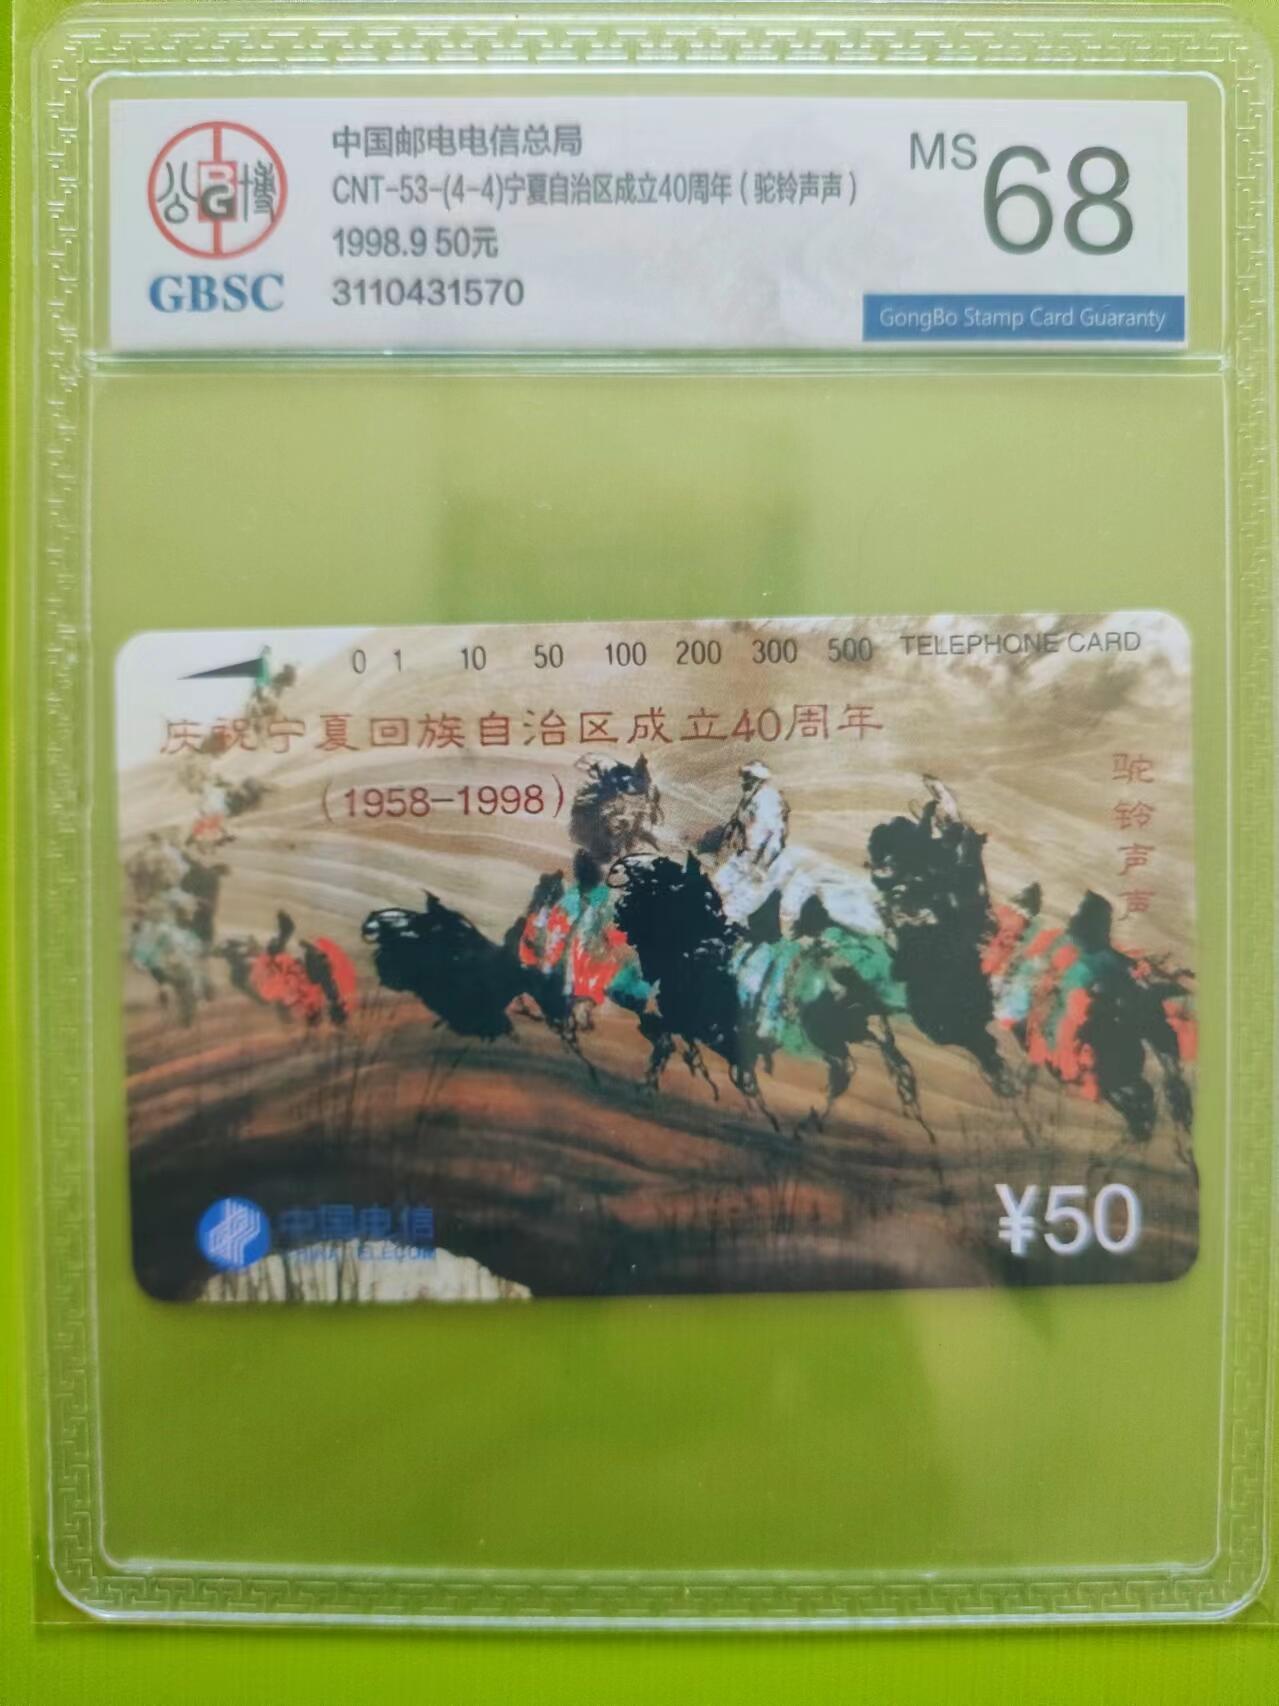 中国邮电电信总局
CNT-53-(4-4)宁夏自治区成立40周年(驼铃声声)
1998.9 50元
3110431570
MS 68
公博
BG
GBSC
GongBo Stamp Card Guaranty
0 1 10 50 100 200 300 500 TELEPHONE CARD
庆祝宁夏回族自治区成立40周年
(1958-1998)
驼铃声声
中国电信
CHINA TELECOM
¥50